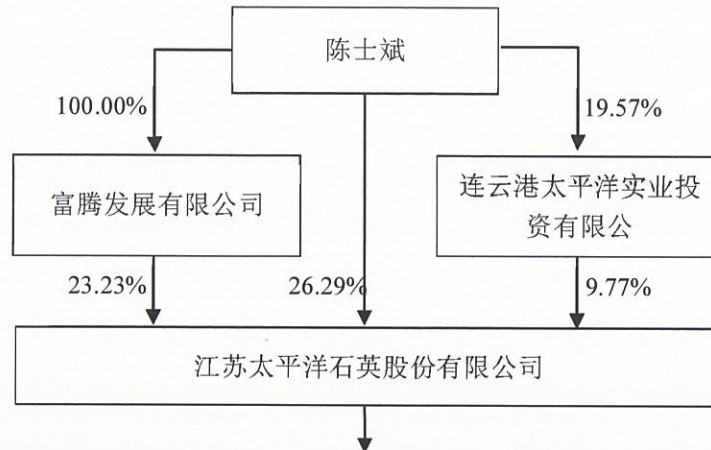 陈士斌
100.00%
19.57%
富腾发展有限公司
连云港太平洋实业投
资有限公
23.23%
26.29%
9.77%
江苏太平洋石英股份有限公司